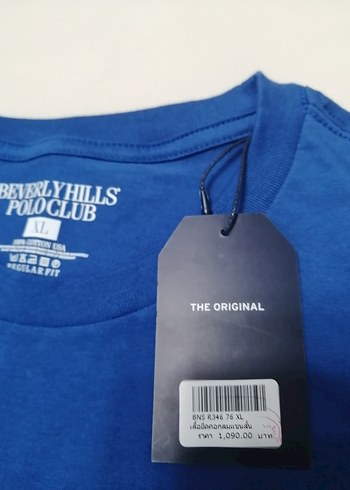 BEVERLY HILLS®
POLO CLUB
XL
100% COTTON USA
REGULAR FIT
THE ORIGINAL
BNS R346 76 XL
เสื้อยืดคอกลมแขนสั้น
ราคา 1,090.00 บาท